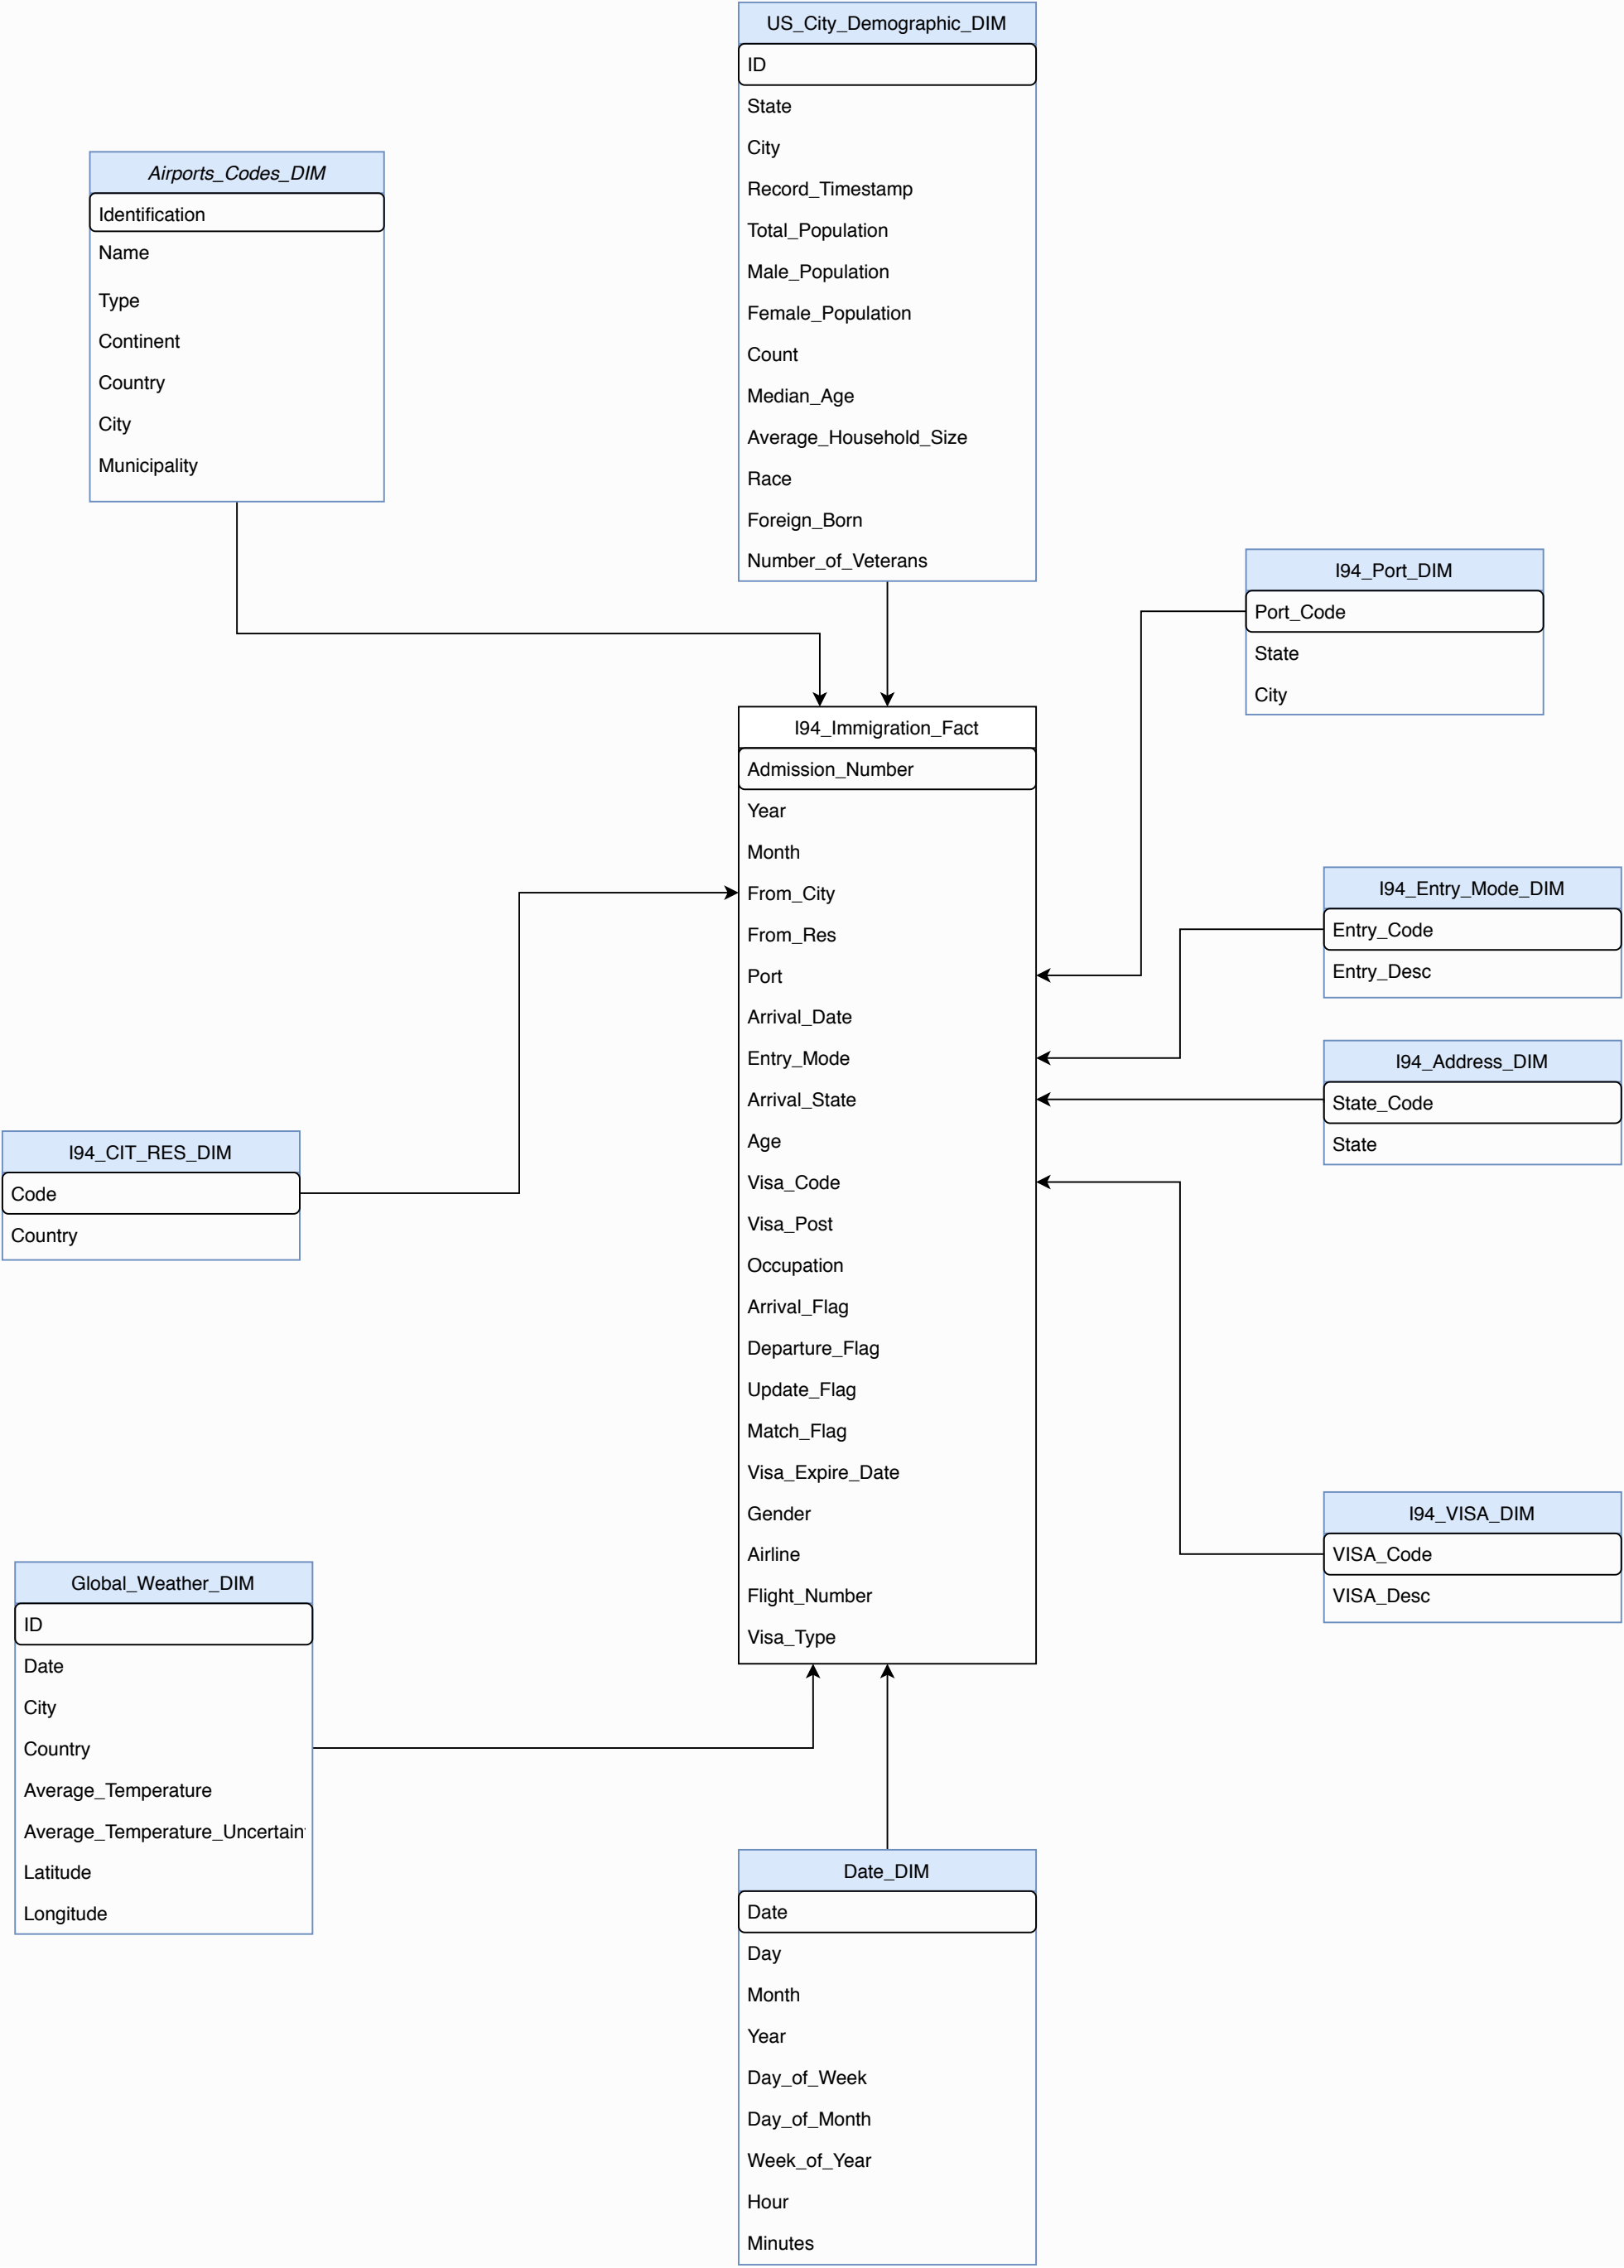 US_City_Demographic_DIM
ID
State
City
Record_Timestamp
Total_Population
Male_Population
Female_Population
Count
Median_Age
Average_Household_Size
Race
Foreign_Born
Number_of_Veterans
Airports_Codes_DIM
Identification
Name
Type
Continent
Country
City
Municipality
I94_Port_DIM
Port_Code
State
City
I94_Immigration_Fact
Admission_Number
Year
Month
From_City
From_Res
Port
Arrival_Date
Entry_Mode
Arrival_State
Age
Visa_Code
Visa_Post
Occupation
Arrival_Flag
Departure_Flag
Update_Flag
Match_Flag
Visa_Expire_Date
Gender
Airline
Flight_Number
Visa_Type
I94_Entry_Mode_DIM
Entry_Code
Entry_Desc
I94_Address_DIM
State_Code
State
I94_CIT_RES_DIM
Code
Country
I94_VISA_DIM
VISA_Code
VISA_Desc
Global_Weather_DIM
ID
Date
City
Country
Average_Temperature
Average_Temperature_Uncertain
Latitude
Longitude
Date_DIM
Date
Day
Month
Year
Day_of_Week
Day_of_Month
Week_of_Year
Hour
Minutes